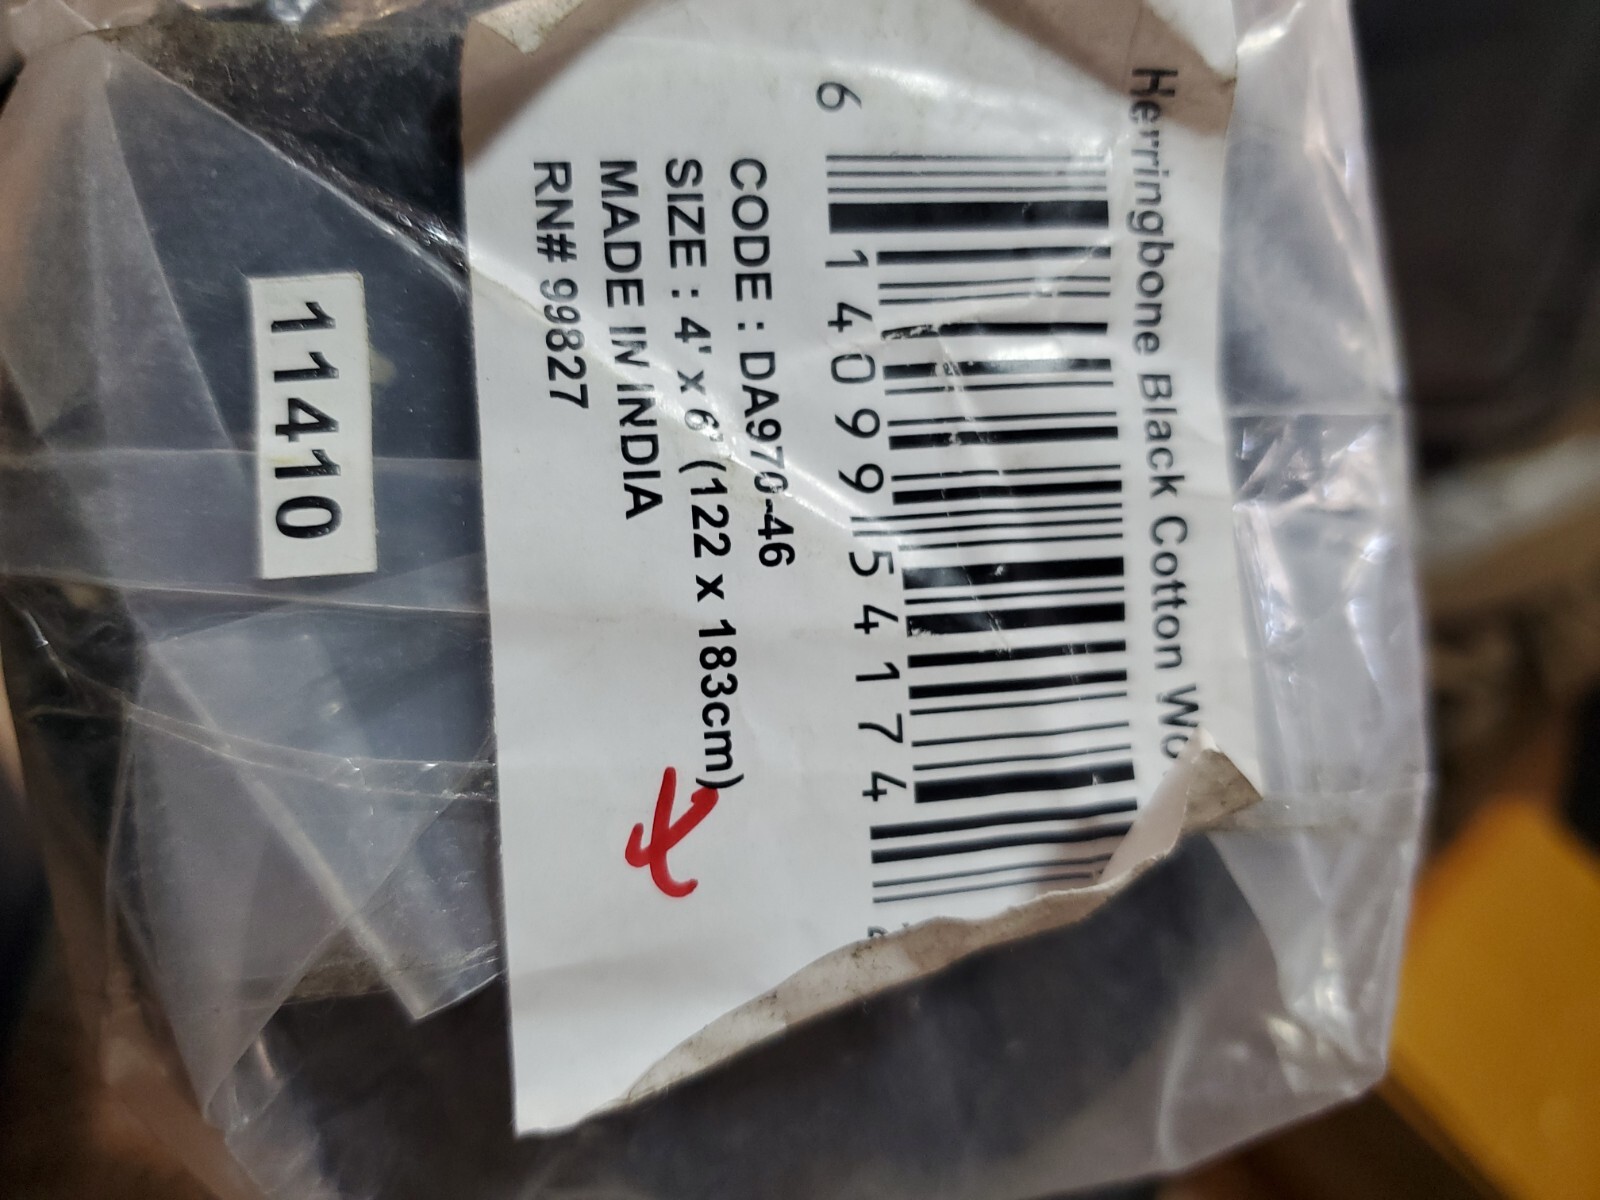 Herringbone Black Cotton
6 14099 54174
CODE : DA970-46
SIZE : 4' x 6' (122 x 183cm)
MADE IN INDIA
RN# 99827
11410